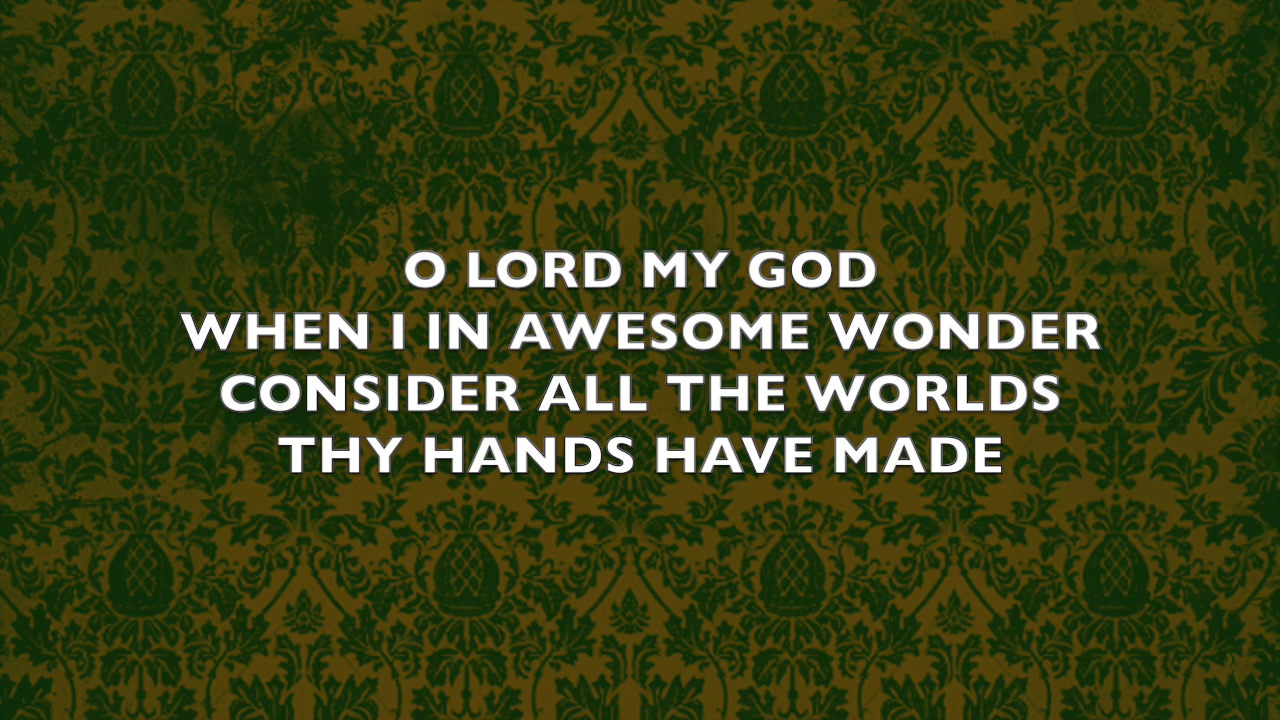 O LORD MY GOD
WHEN I IN AWESOME WONDER
CONSIDER ALL THE WORLDS
THY HANDS HAVE MADE